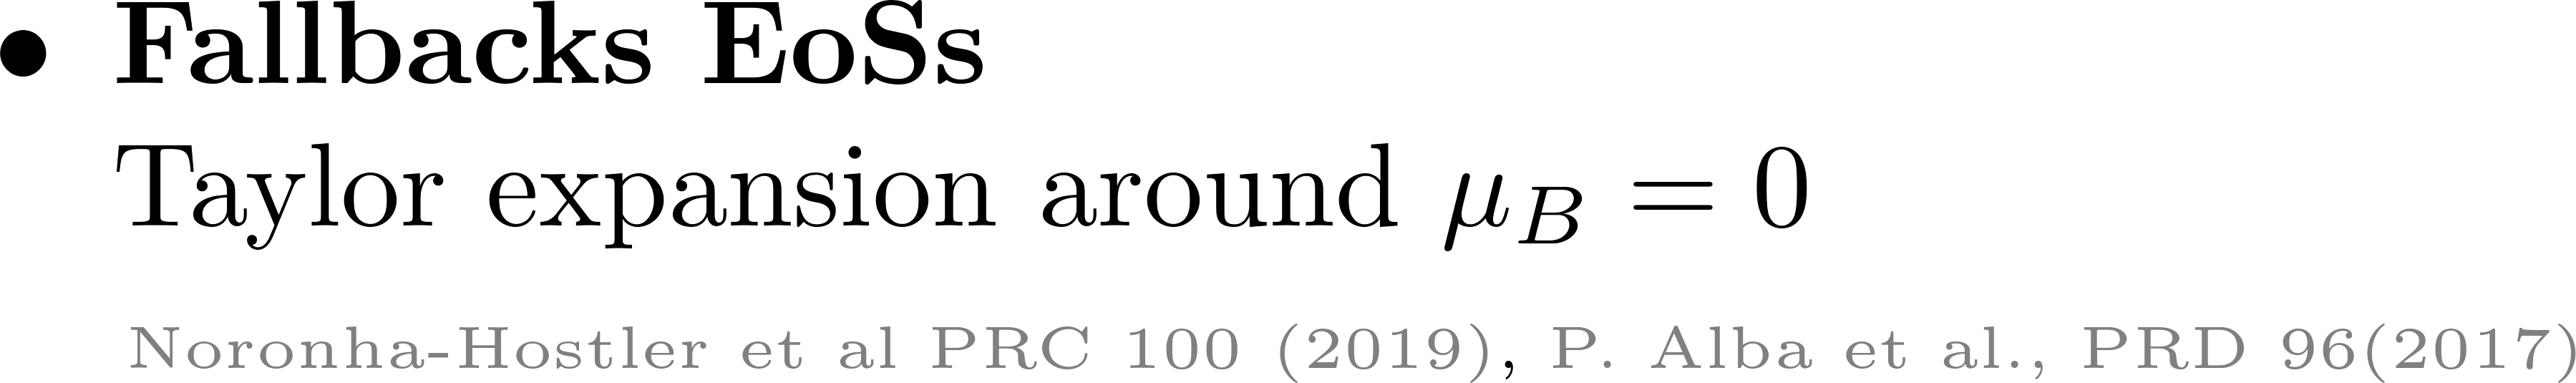 • Fallbacks EoSs
Taylor expansion around μ_B = 0
Noronha-Hostler et al PRC 100 (2019), P. Alba et al., PRD 96(2017)